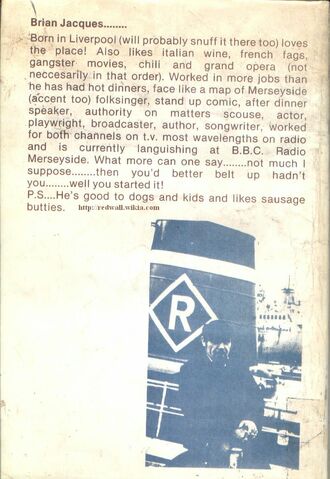 Brian Jacques........
Born in Liverpool (will probably snuff it there too) loves
the place! Also likes italian wine, french fags,
gangster movies, chili and grand opera (not
neccesarily in that order). Worked in more jobs than
he has had hot dinners, face like a map of Merseyside
(accent too) folksinger, stand up comic, after dinner
speaker, authority on matters scouse, actor,
playwright, broadcaster, author, songwriter, worked
for both channels on t.v. most wavelengths on radio
and is currently languishing at B.B.C. Radio
Merseyside. What more can one say........not much I
suppose........then you'd better belt up hadn't
you........well you started it!
P.S....He's good to dogs and kids and likes sausage
butties. http://redwall.wikia.com
R